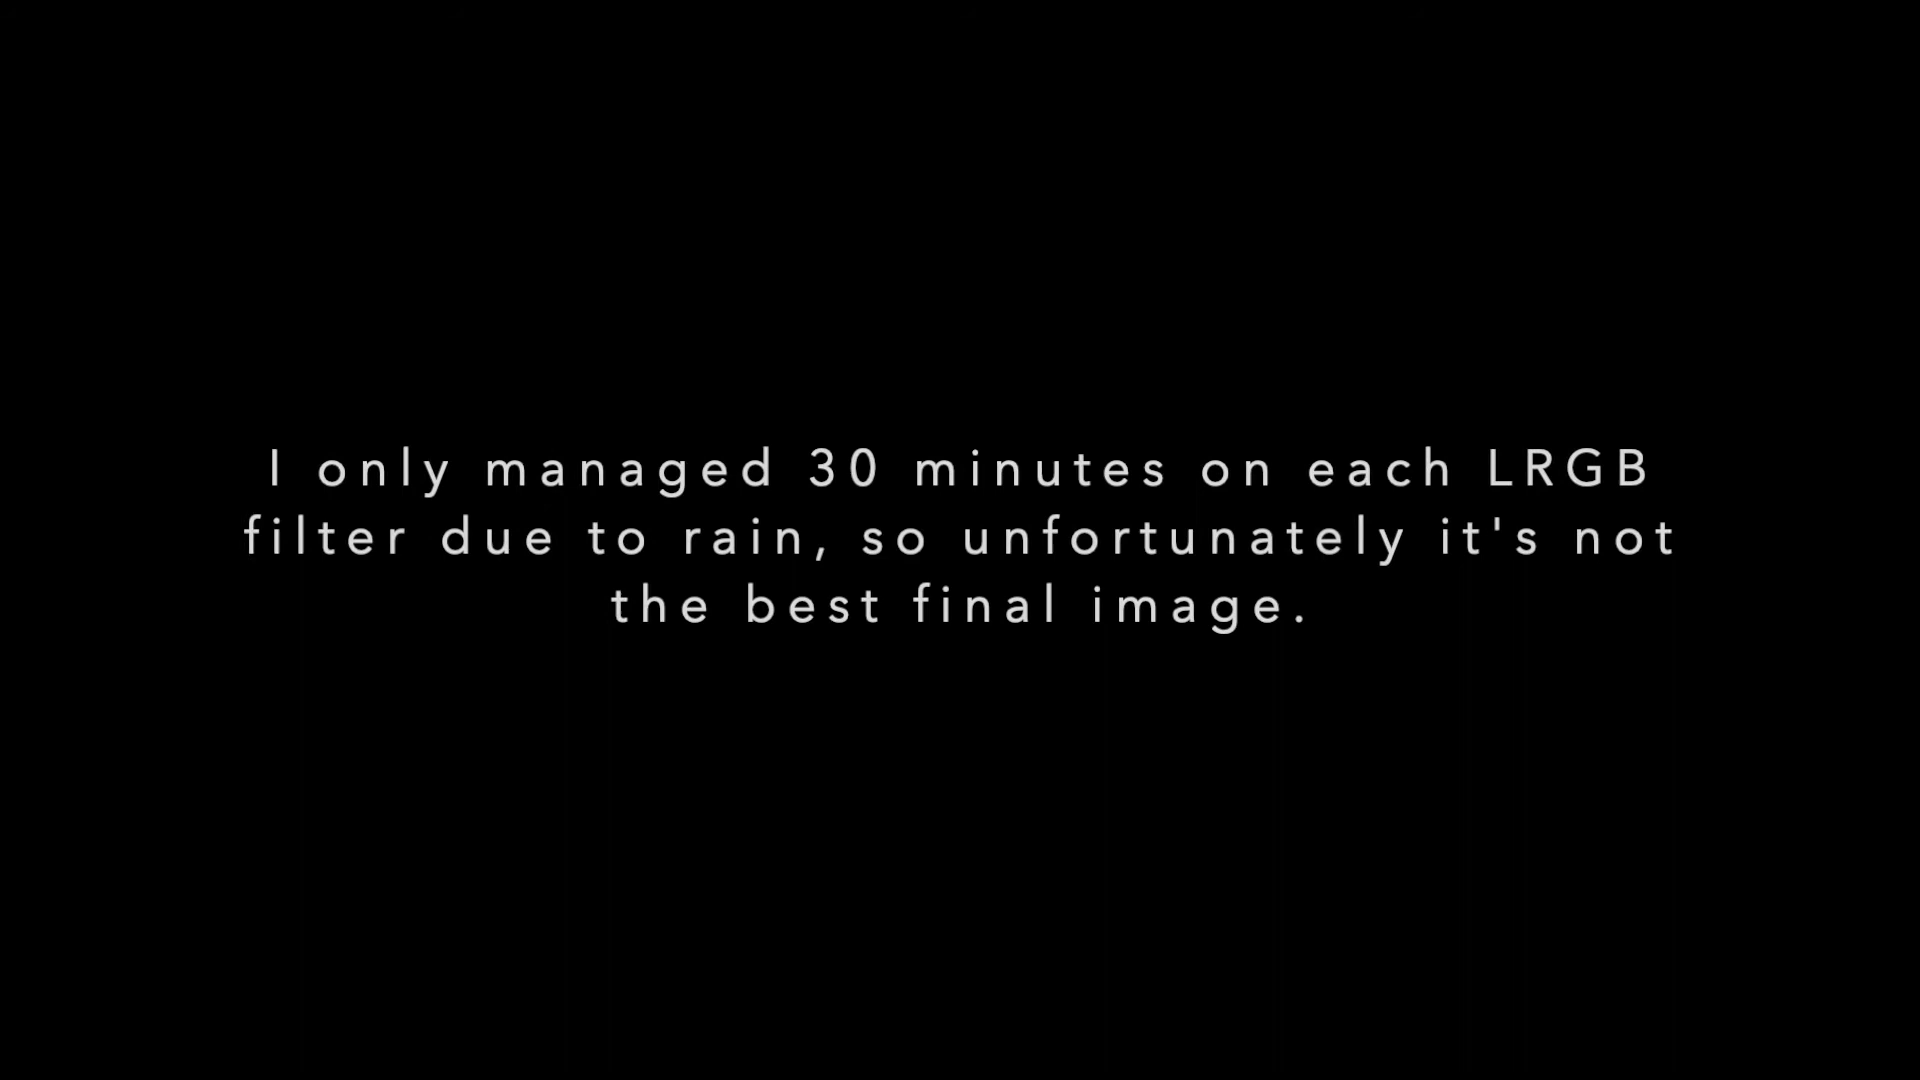 I only managed 30 minutes on each LRGB
filter due to rain, so unfortunately it's not
the best final image.